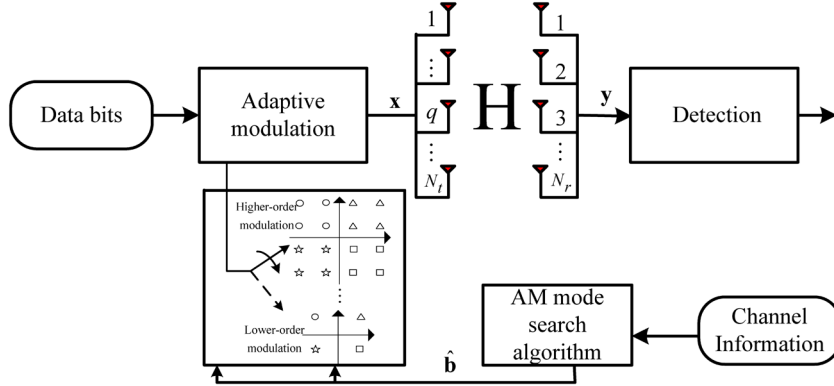 Data bits
Adaptive
modulation
x
1
⋮
q
⋮
N_t
H
1
2
3
⋮
N_r
y
Detection
Higher-order
modulation
⋮
Lower-order
modulation
b̂
AM mode
search
algorithm
Channel
Information